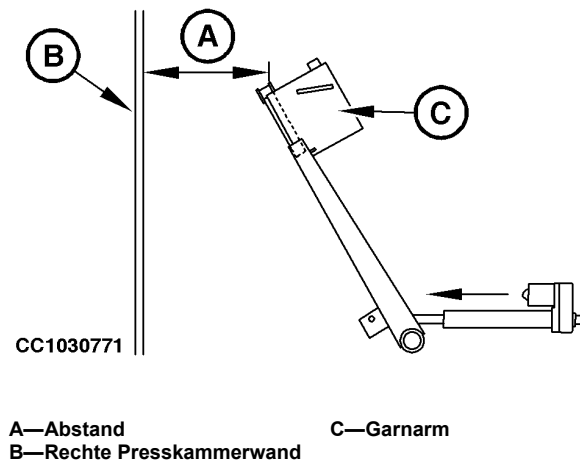 A
B
C
CC1030771
A—Abstand C—Garnarm
B—Rechte Presskammerwand